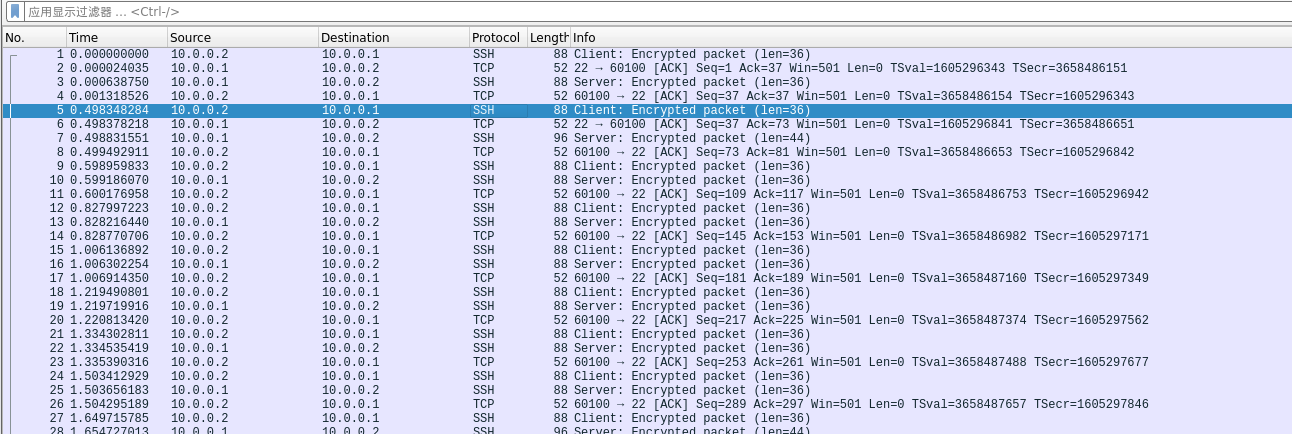 应用显示过滤器 … <Ctrl-/>
No. Time Source Destination Protocol Length Info
1 0.000000000 10.0.0.2 10.0.0.1 SSH 88 Client: Encrypted packet (len=36)
2 0.000024035 10.0.0.1 10.0.0.2 TCP 52 22 → 60100 [ACK] Seq=1 Ack=37 Win=501 Len=0 TSval=1605296343 TSecr=3658486151
3 0.000638750 10.0.0.1 10.0.0.2 SSH 88 Server: Encrypted packet (len=36)
4 0.001318526 10.0.0.2 10.0.0.1 TCP 52 60100 → 22 [ACK] Seq=37 Ack=37 Win=501 Len=0 TSval=3658486154 TSecr=1605296343
5 0.498348284 10.0.0.2 10.0.0.1 SSH 88 Client: Encrypted packet (len=36)
6 0.498378218 10.0.0.1 10.0.0.2 TCP 52 22 → 60100 [ACK] Seq=37 Ack=73 Win=501 Len=0 TSval=1605296841 TSecr=3658486651
7 0.498831551 10.0.0.1 10.0.0.2 SSH 96 Server: Encrypted packet (len=44)
8 0.499492911 10.0.0.2 10.0.0.1 TCP 52 60100 → 22 [ACK] Seq=73 Ack=81 Win=501 Len=0 TSval=3658486653 TSecr=1605296842
9 0.598959833 10.0.0.2 10.0.0.1 SSH 88 Client: Encrypted packet (len=36)
10 0.599186070 10.0.0.1 10.0.0.2 SSH 88 Server: Encrypted packet (len=36)
11 0.600176958 10.0.0.2 10.0.0.1 TCP 52 60100 → 22 [ACK] Seq=109 Ack=117 Win=501 Len=0 TSval=3658486753 TSecr=1605296942
12 0.827997223 10.0.0.2 10.0.0.1 SSH 88 Client: Encrypted packet (len=36)
13 0.828216440 10.0.0.1 10.0.0.2 SSH 88 Server: Encrypted packet (len=36)
14 0.828770706 10.0.0.2 10.0.0.1 TCP 52 60100 → 22 [ACK] Seq=145 Ack=153 Win=501 Len=0 TSval=3658486982 TSecr=1605297171
15 1.006136892 10.0.0.2 10.0.0.1 SSH 88 Client: Encrypted packet (len=36)
16 1.006302254 10.0.0.1 10.0.0.2 SSH 88 Server: Encrypted packet (len=36)
17 1.006914350 10.0.0.2 10.0.0.1 TCP 52 60100 → 22 [ACK] Seq=181 Ack=189 Win=501 Len=0 TSval=3658487160 TSecr=1605297349
18 1.219490801 10.0.0.2 10.0.0.1 SSH 88 Client: Encrypted packet (len=36)
19 1.219719916 10.0.0.1 10.0.0.2 SSH 88 Server: Encrypted packet (len=36)
20 1.220813420 10.0.0.2 10.0.0.1 TCP 52 60100 → 22 [ACK] Seq=217 Ack=225 Win=501 Len=0 TSval=3658487374 TSecr=1605297562
21 1.334302811 10.0.0.2 10.0.0.1 SSH 88 Client: Encrypted packet (len=36)
22 1.334535419 10.0.0.1 10.0.0.2 SSH 88 Server: Encrypted packet (len=36)
23 1.335390316 10.0.0.2 10.0.0.1 TCP 52 60100 → 22 [ACK] Seq=253 Ack=261 Win=501 Len=0 TSval=3658487488 TSecr=1605297677
24 1.503412929 10.0.0.2 10.0.0.1 SSH 88 Client: Encrypted packet (len=36)
25 1.503656183 10.0.0.1 10.0.0.2 SSH 88 Server: Encrypted packet (len=36)
26 1.504295189 10.0.0.2 10.0.0.1 TCP 52 60100 → 22 [ACK] Seq=289 Ack=297 Win=501 Len=0 TSval=3658487657 TSecr=1605297846
27 1.649715785 10.0.0.2 10.0.0.1 SSH 88 Client: Encrypted packet (len=36)
28 1.654727013 10.0.0.1 10.0.0.2 SSH 96 Server: Encrypted packet (len=44)